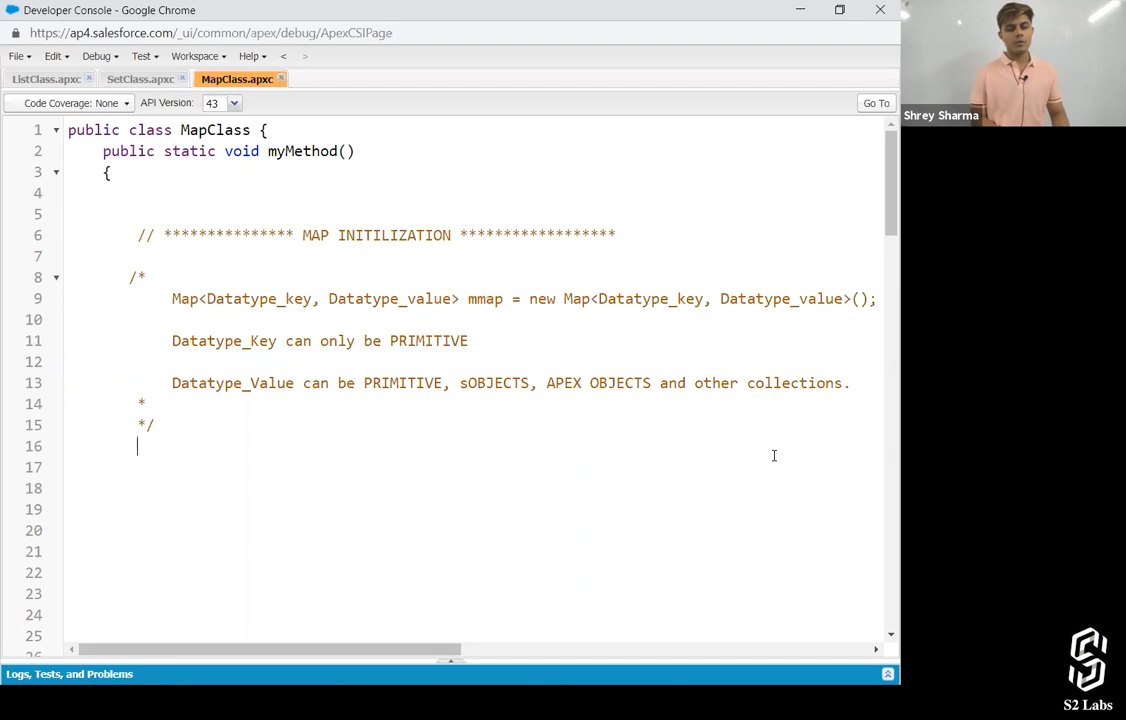 Developer Console - Google Chrome
https://ap4.salesforce.com/_ui/common/apex/debug/ApexCSIPage
File Edit Debug Test Workspace Help < >
ListClass.apxc SetClass.apxc MapClass.apxc
Code Coverage: None API Version: 43 Go To
Shrey Sharma
1 public class MapClass {
2 public static void myMethod()
3 {
4
5
6 // *************** MAP INITILIZATION ******************
7
8 /*
9 Map<Datatype_key, Datatype_value> mmap = new Map<Datatype_key, Datatype_value>();
10
11 Datatype_Key can only be PRIMITIVE
12
13 Datatype_Value can be PRIMITIVE, sOBJECTS, APEX OBJECTS and other collections.
14 *
15 */
16
17
18
19
20
21
22
23
24
25
26
Logs, Tests, and Problems
S2 Labs